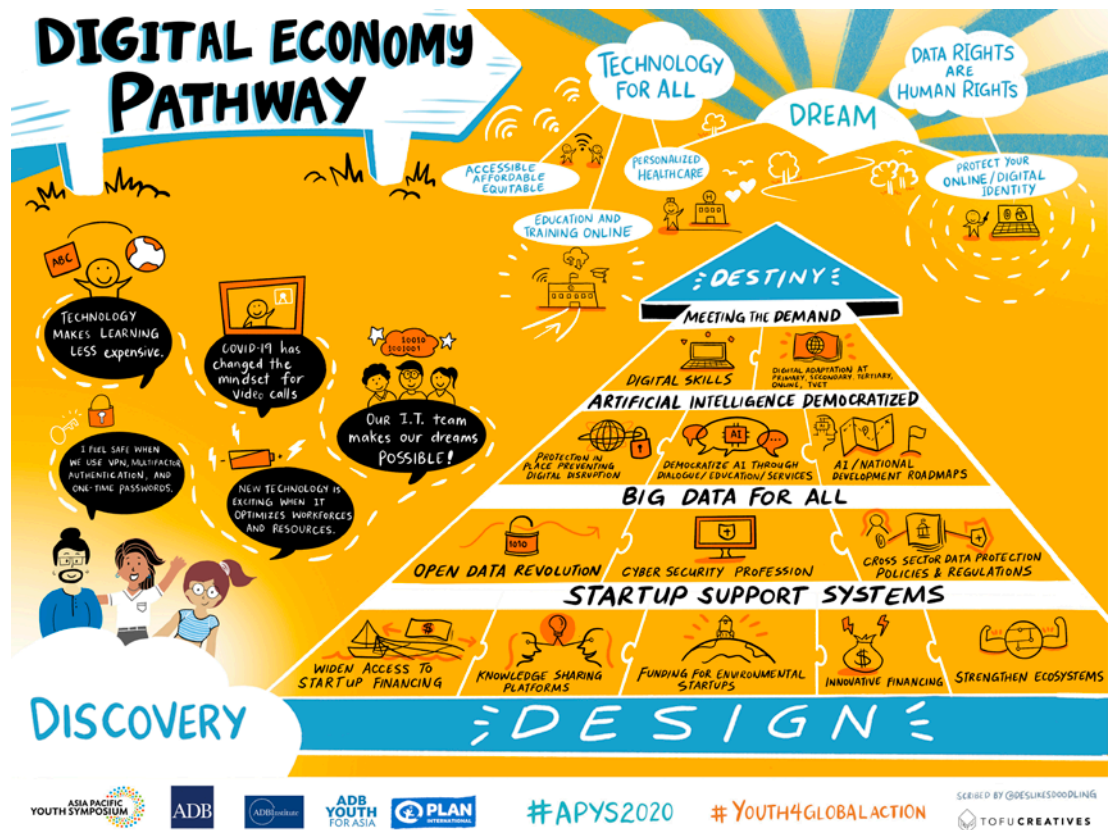 DIGITAL ECONOMY
PATHWAY
TECHNOLOGY
FOR ALL
DATA RIGHTS
ARE
HUMAN RIGHTS
DREAM
ACCESSIBLE
AFFORDABLE
EQUITABLE
PERSONALIZED
HEALTHCARE
PROTECT YOUR
ONLINE/DIGITAL
IDENTITY
EDUCATION AND
TRAINING ONLINE
H
ABC
TECHNOLOGY
MAKES LEARNING
LESS expensive.
COVID-19 has
changed the
mindset for
video calls
10010
1001001
OUR I.T. team
makes our dreams
POSSIBLE!
I FEEL SAFE WHEN
WE USE VPN, MULTIFACTOR
AUTHENTICATION, AND
ONE-TIME PASSWORDS.
NEW TECHNOLOGY IS
EXCITING WHEN IT
OPTIMIZES WORKFORCES
AND RESOURCES.
DESTINY
MEETING THE DEMAND
DIGITAL SKILLS
DIGITAL ADAPTATION AT
PRIMARY, SECONDARY, TERTIARY,
ONLINE, TVET
ARTIFICIAL INTELLIGENCE DEMOCRATIZED
PROTECTION IN
PLACE PREVENTING
DIGITAL DISRUPTION
AI
DEMOCRATIZE AI THROUGH
DIALOGUE/EDUCATION/SERVICES
AI/NATIONAL
DEVELOPMENT ROADMAPS
BIG DATA FOR ALL
1010
OPEN DATA REVOLUTION
CYBER SECURITY PROFESSION
CROSS SECTOR DATA PROTECTION
POLICIES & REGULATIONS
STARTUP SUPPORT SYSTEMS
$
WIDEN ACCESS TO
STARTUP FINANCING
KNOWLEDGE SHARING
PLATFORMS
FUNDING FOR ENVIRONMENTAL
STARTUPS
$
INNOVATIVE FINANCING
STRENGTHEN ECOSYSTEMS
DISCOVERY
DESIGN
ASIA PACIFIC
YOUTH SYMPOSIUM
ADB
ADBInstitute
ADB
YOUTH
FOR ASIA
PLAN
INTERNATIONAL
#APYS2020
#YOUTH4GLOBALACTION
SCRIBED BY @DESLIKESDOODLING
TOFU CREATIVES